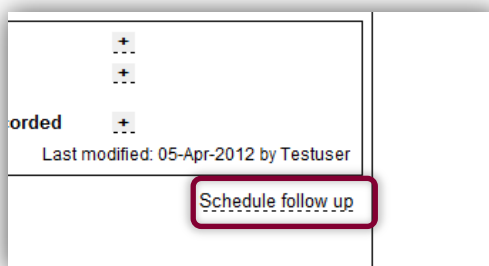 +
+
orded +
Last modified: 05-Apr-2012 by Testuser
Schedule follow up